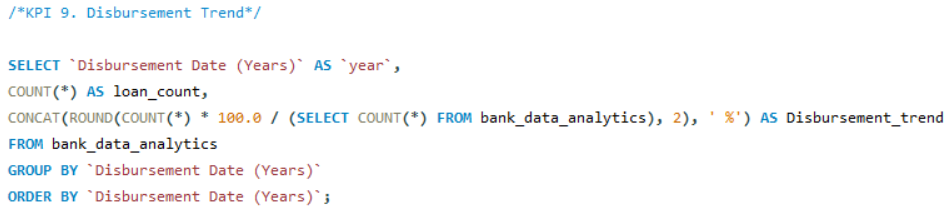 /*KPI 9. Disbursement Trend*/
SELECT `Disbursement Date (Years)` AS `year`,
COUNT(*) AS loan_count,
CONCAT(ROUND(COUNT(*) * 100.0 / (SELECT COUNT(*) FROM bank_data_analytics), 2), ' %') AS Disbursement_trend
FROM bank_data_analytics
GROUP BY `Disbursement Date (Years)`
ORDER BY `Disbursement Date (Years)`;